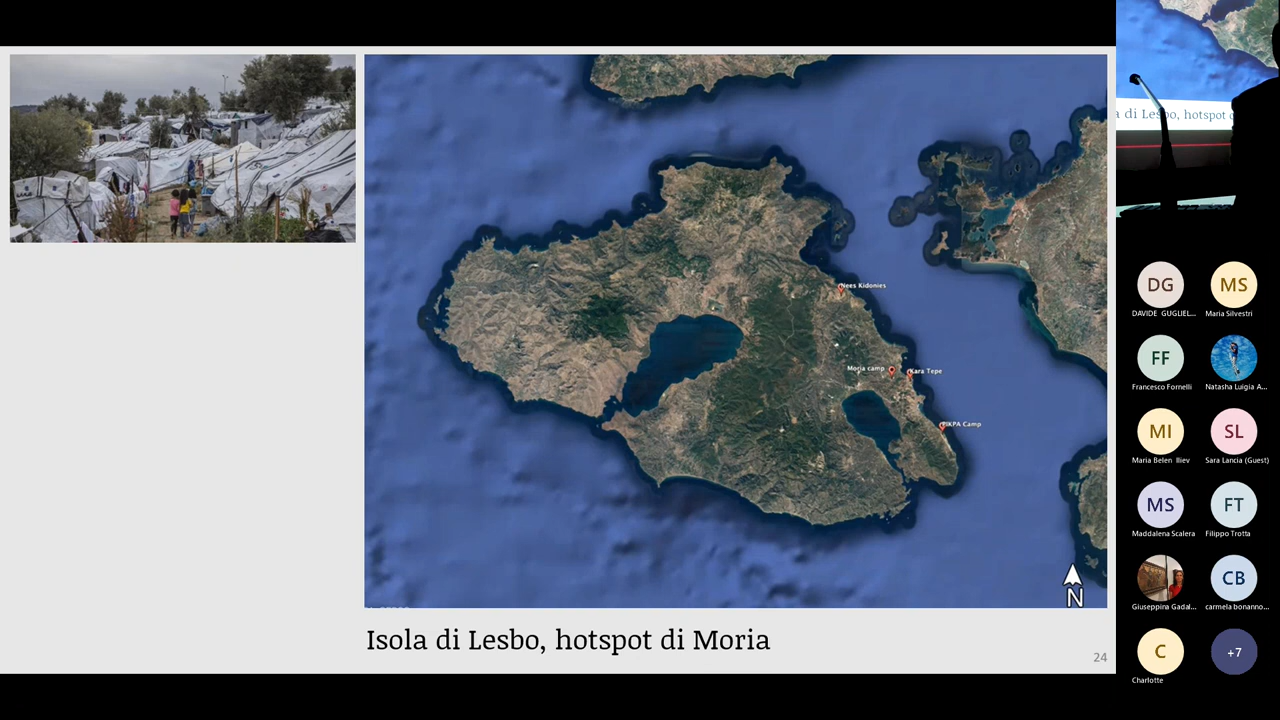 Nees Kidonies
Moria camp
Kara Tepe
PIKPA Camp
N
Isola di Lesbo, hotspot di Moria
24
a di Lesbo, hotspot d
DG
DAVIDE GUGLIEL...
MS
Maria Silvestri
FF
Francesco Fornelli
Natasha Luigia A...
MI
Maria Belen Iliev
SL
Sara Lancia (Guest)
MS
Maddalena Scalera
FT
Filippo Trotta
Giuseppina Gadal...
CB
carmela bonanno...
C
Charlotte
+7